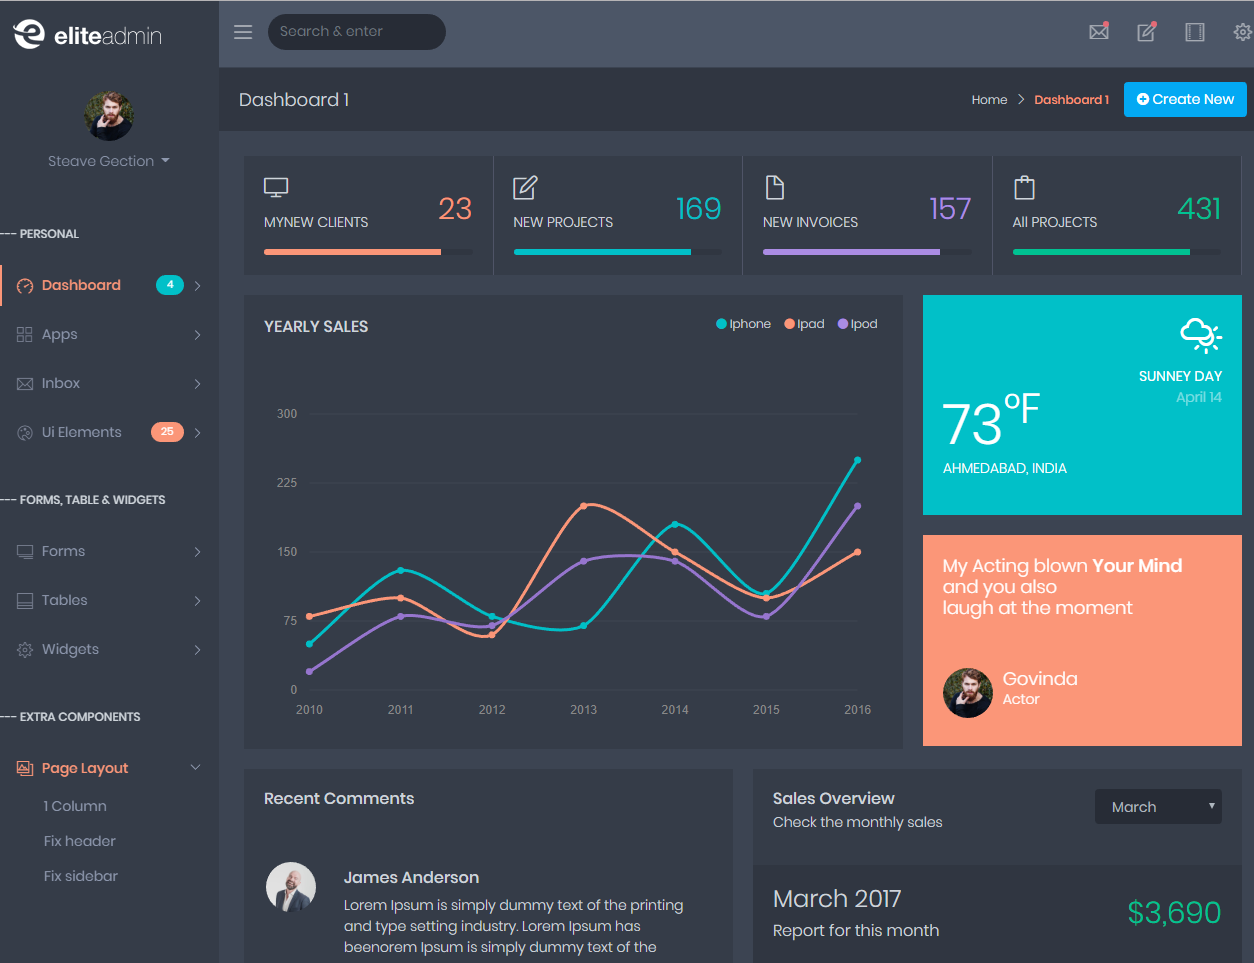 eliteadmin
Search & enter
Steave Gection
--- PERSONAL
Dashboard 4
Apps
Inbox
Ui Elements 25
--- FORMS, TABLE & WIDGETS
Forms
Tables
Widgets
--- EXTRA COMPONENTS
Page Layout
1 Column
Fix header
Fix sidebar
Dashboard 1
Home > Dashboard 1
Create New
MYNEW CLIENTS 23
NEW PROJECTS 169
NEW INVOICES 157
All PROJECTS 431
YEARLY SALES
Iphone Ipad Ipod
300
225
150
75
0
2010 2011 2012 2013 2014 2015 2016
SUNNEY DAY
April 14
73°F
AHMEDABAD, INDIA
My Acting blown Your Mind
and you also
laugh at the moment
Govinda
Actor
Recent Comments
James Anderson
Lorem Ipsum is simply dummy text of the printing
and type setting industry. Lorem Ipsum has
beenorem Ipsum is simply dummy text of the
Sales Overview
Check the monthly sales
March
March 2017
Report for this month
$3,690